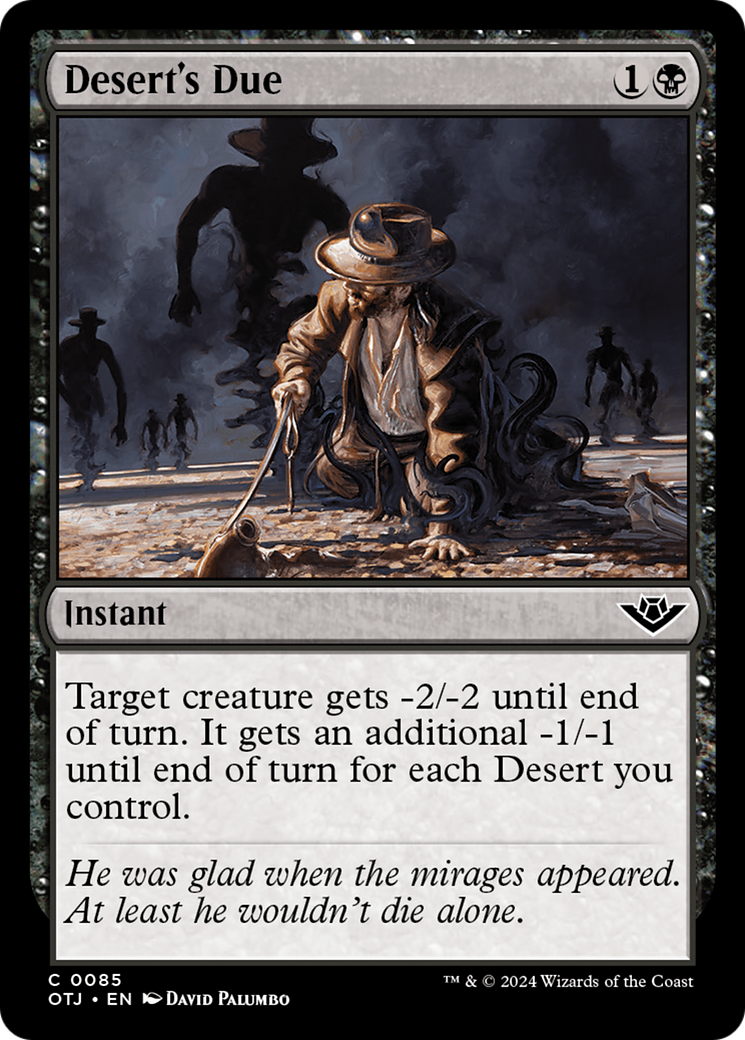 Desert's Due 1
Instant
Target creature gets -2/-2 until end
of turn. It gets an additional -1/-1
until end of turn for each Desert you
control.
He was glad when the mirages appeared.
At least he wouldn't die alone.
C 0085
™ & © 2024 Wizards of the Coast
OTJ • EN David Palumbo